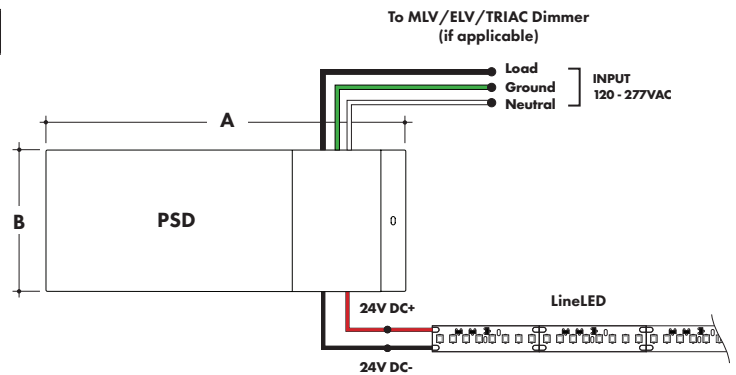 To MLV/ELV/TRIAC Dimmer
(if applicable)
Load
Ground
Neutral
INPUT
120 - 277VAC
A
B
PSD
0
24V DC+
LineLED
24V DC-